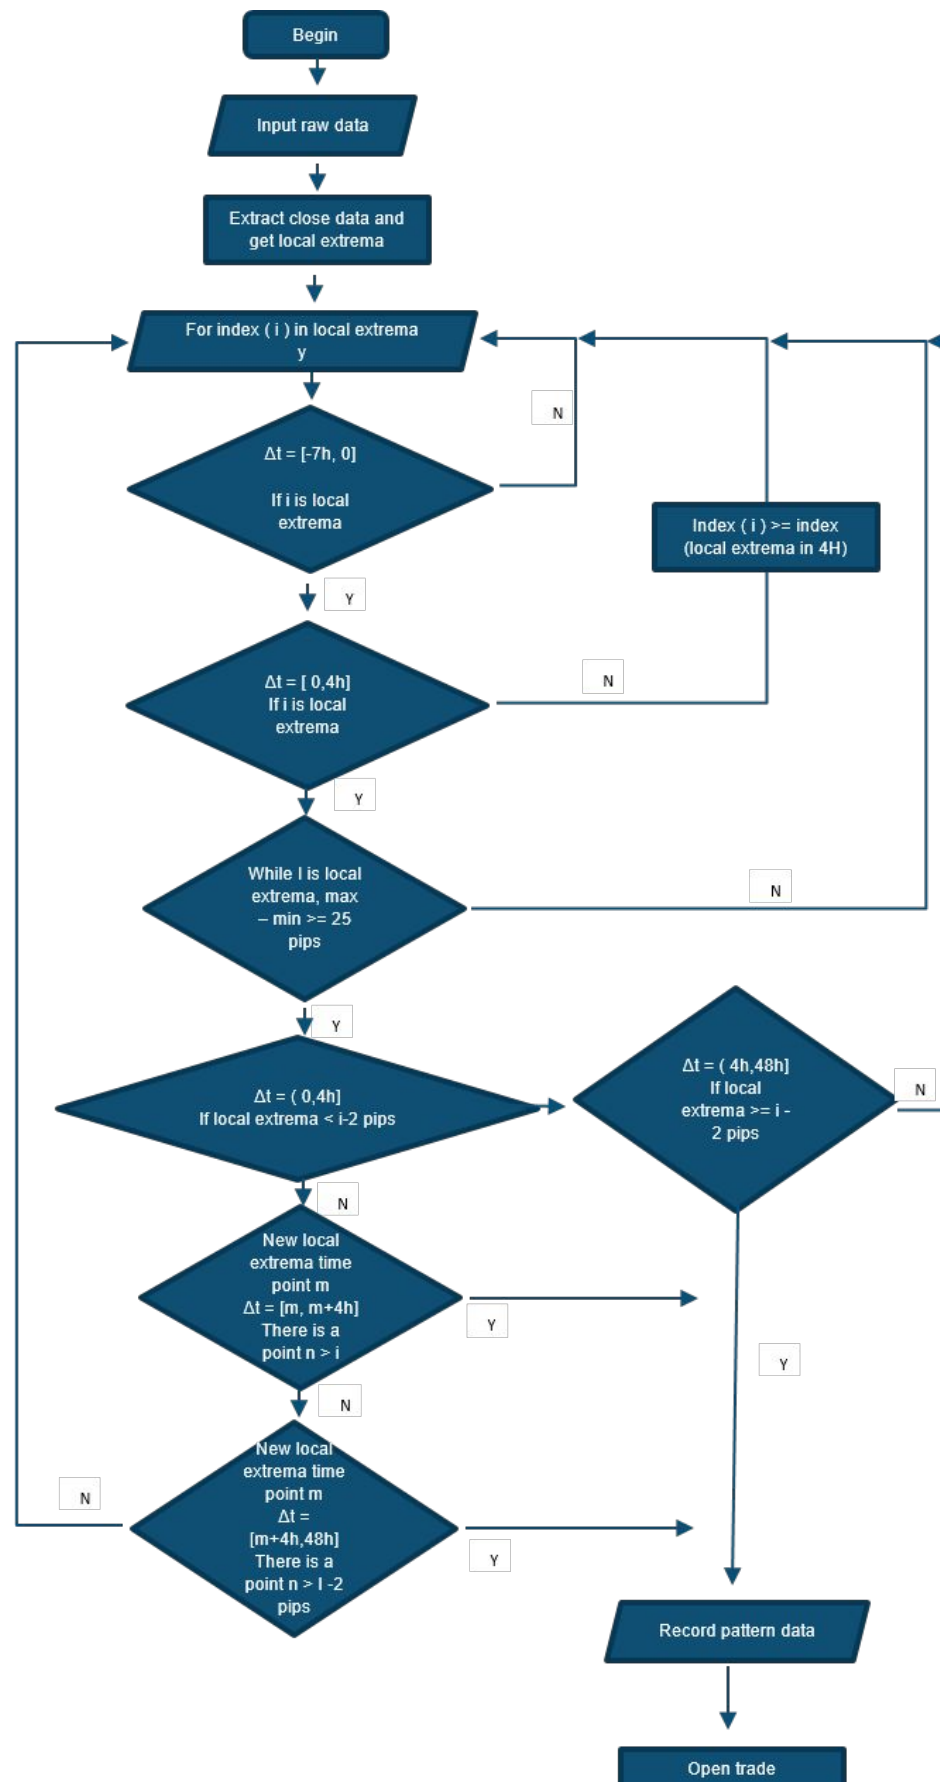 Begin
Input raw data
Extract close data and
get local extrema
For index ( i ) in local extrema
y
N
Δt = [-7h, 0]
If i is local
extrema
Index ( i ) >= index
(local extrema in 4H)
Y
Δt = [ 0,4h]
If i is local
extrema
N
Y
While I is local
extrema, max
– min >= 25
pips
N
Y
Δt = ( 0,4h]
If local extrema < i-2 pips
Δt = ( 4h,48h]
If local
extrema >= i -
2 pips
N
N
New local
extrema time
point m
Δt = [m, m+4h]
There is a
point n > i
Y
Y
N
New local
extrema time
point m
Δt =
[m+4h,48h]
There is a
point n > I -2
pips
N
Y
Record pattern data
Open trade